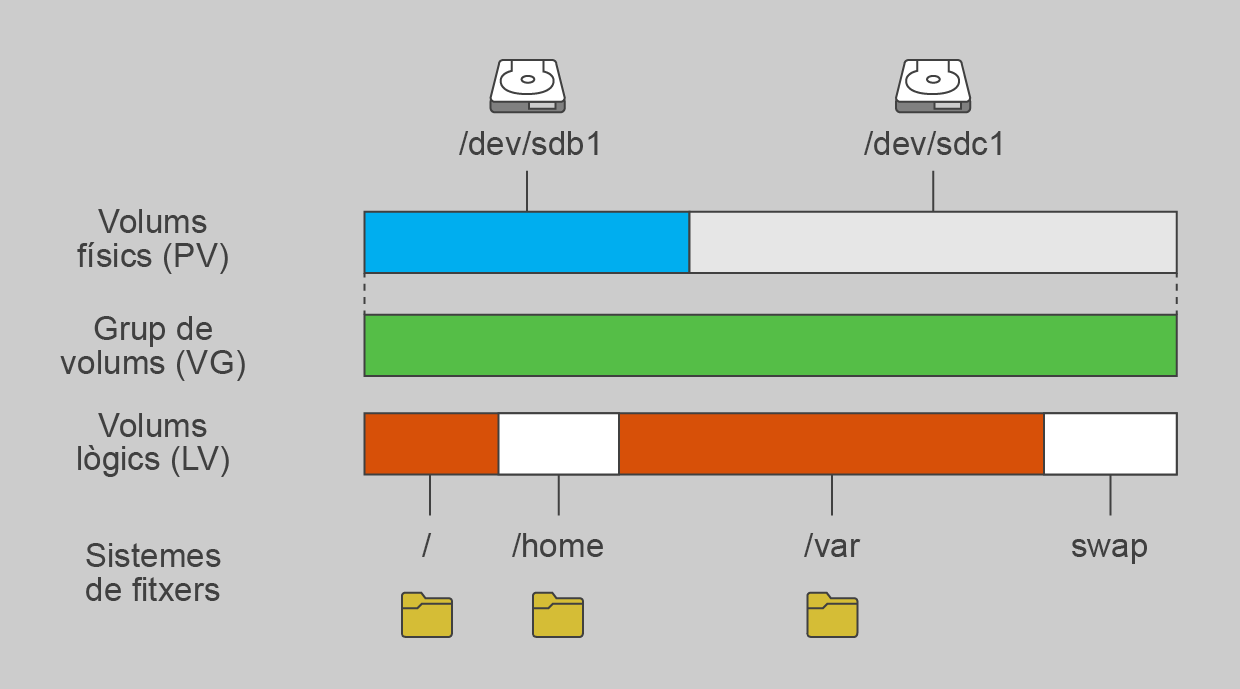 /dev/sdb1
/dev/sdc1
Volums
físics (PV)
Grup de
volums (VG)
Volums
lògics (LV)
Sistemes
de fitxers
/
/home
/var
swap